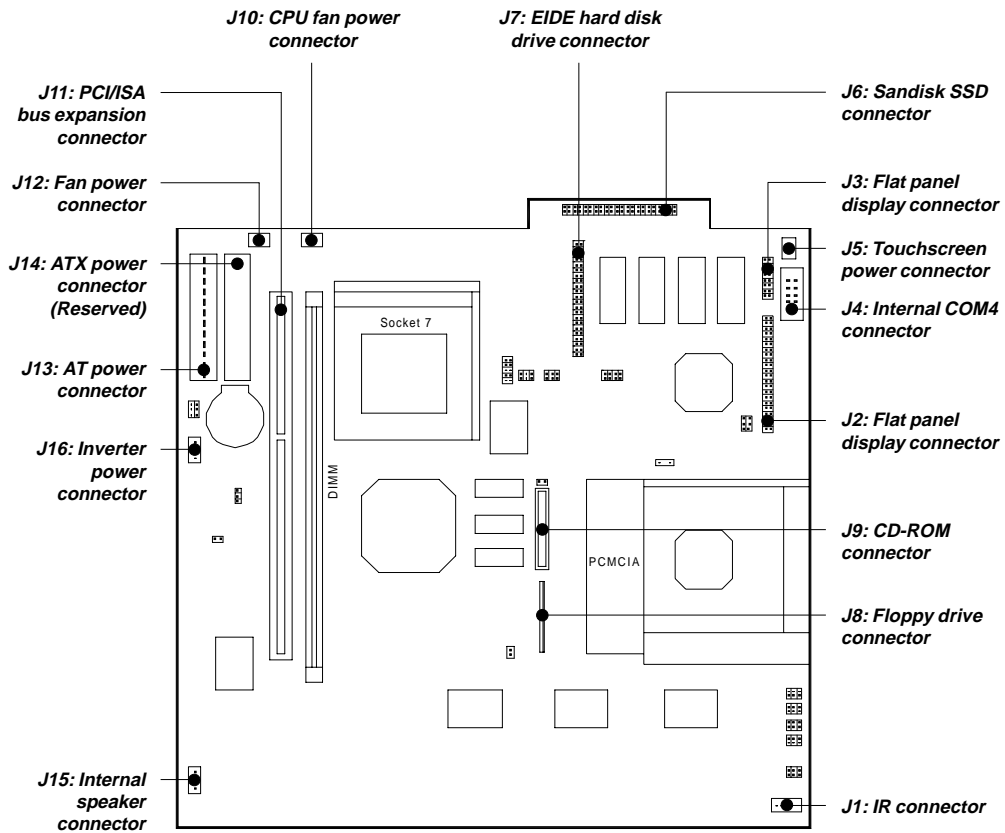 J10: CPU fan power
connector
J7: EIDE hard disk
drive connector
J11: PCI/ISA
bus expansion
connector
J6: Sandisk SSD
connector
J12: Fan power
connector
J3: Flat panel
display connector
J14: ATX power
connector
(Reserved)
J5: Touchscreen
power connector
J4: Internal COM4
connector
Socket 7
J13: AT power
connector
J2: Flat panel
display connector
J16: Inverter
power
connector
DIMM
J9: CD-ROM
connector
PCMCIA
J8: Floppy drive
connector
J15: Internal
speaker
connector
J1: IR connector